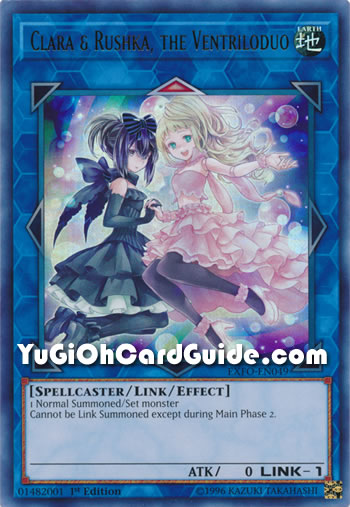 CLARA & RUSHKA, THE VENTRILODUO
EARTH
地
YuGiOhCardGuide.com
EXFO-EN049
[SPELLCASTER/LINK/EFFECT]
1 Normal Summoned/Set monster
Cannot be Link Summoned except during Main Phase 2.
ATK/ 0 LINK-1
01482001 1st Edition
©1996 KAZUKI TAKAHASHI